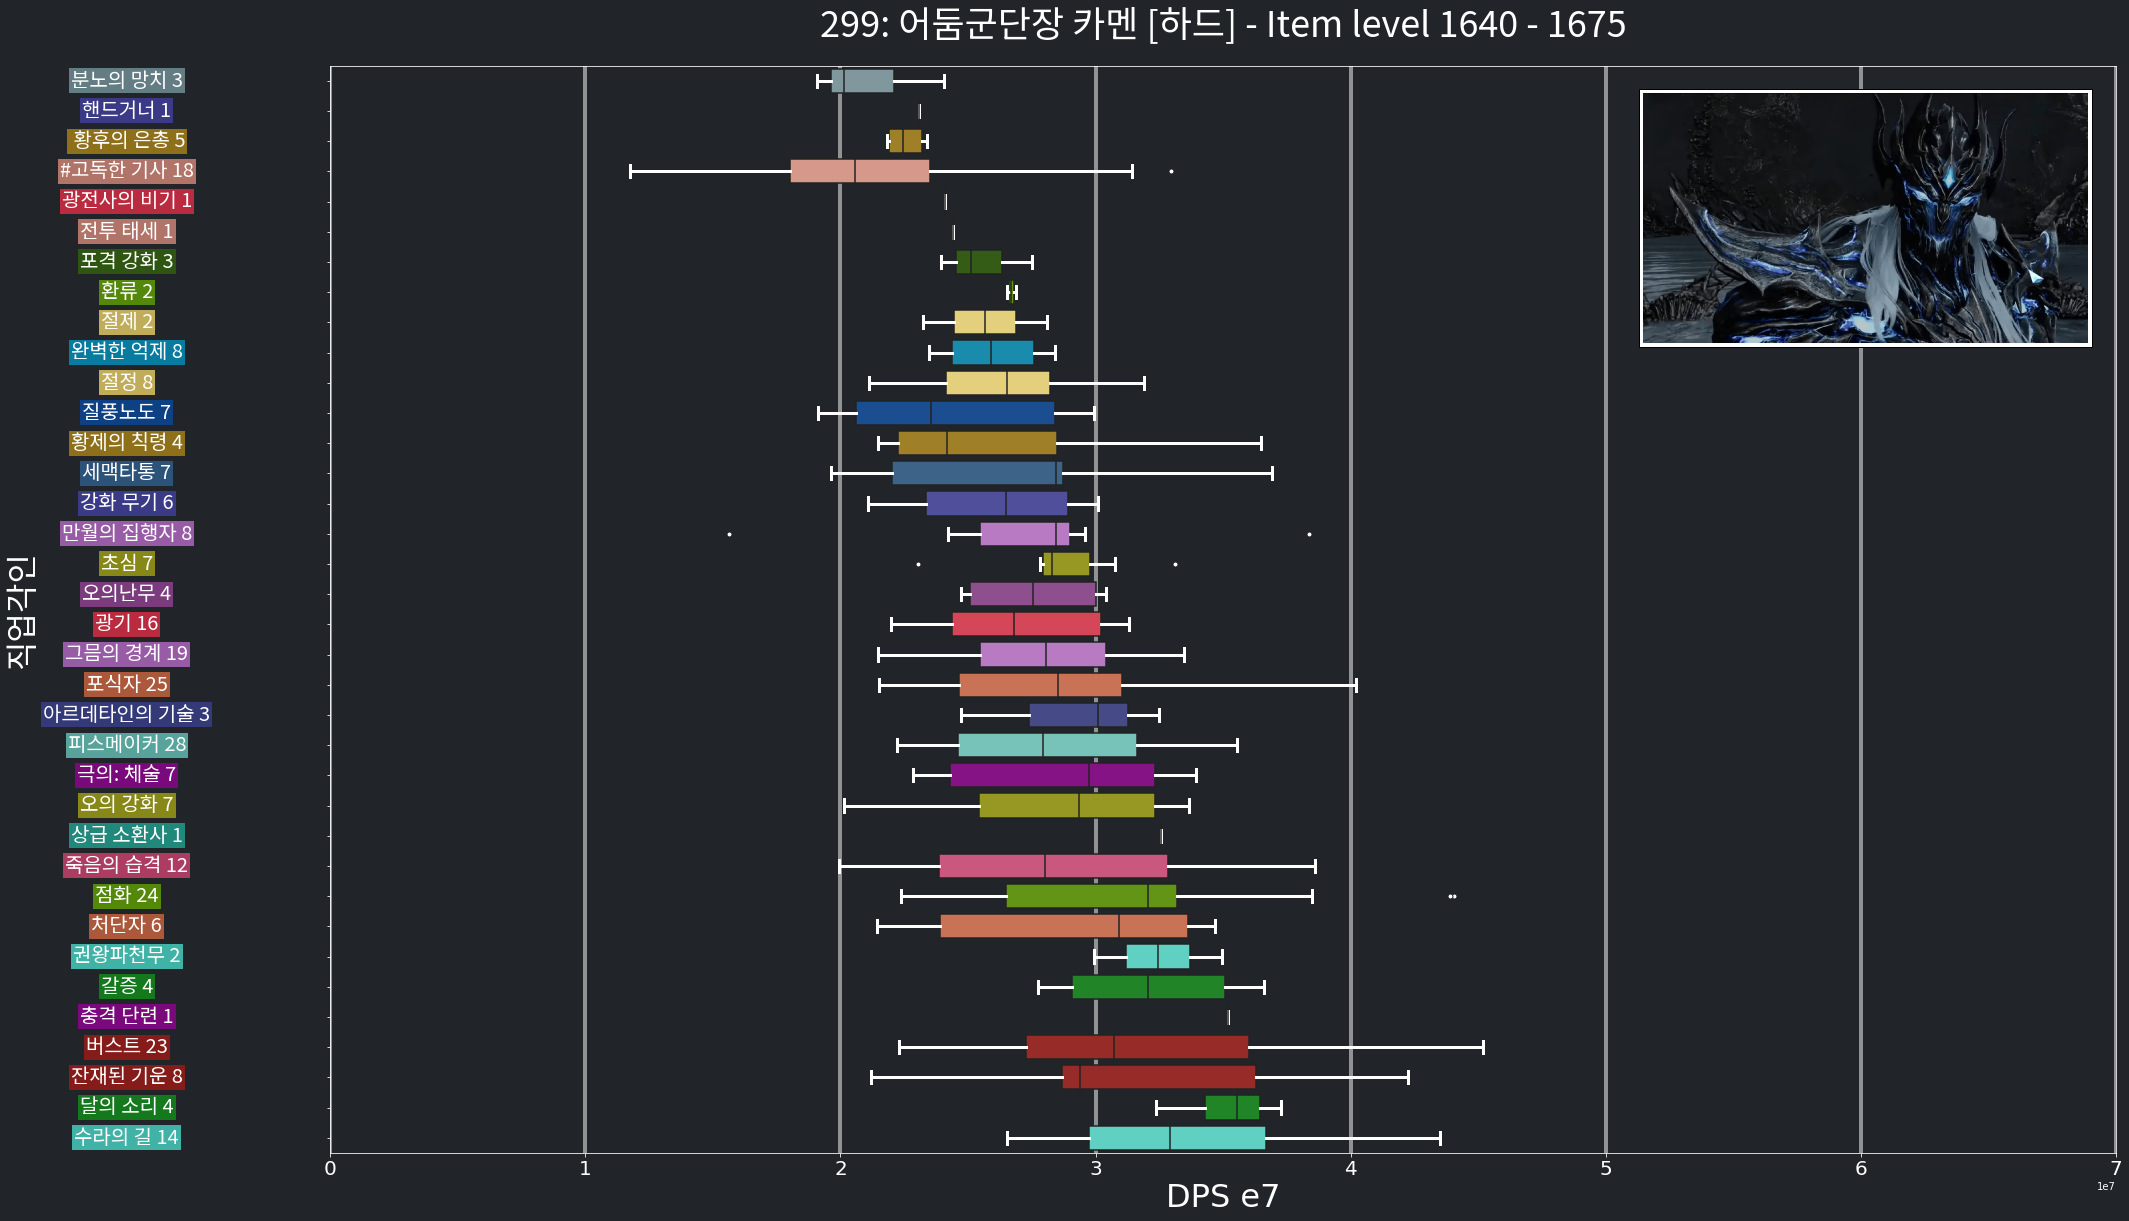 299: 어둠군단장 카멘 [하드] - Item level 1640 - 1675
직업각인
분노의 망치 3
핸드거너 1
황후의 은총 5
#고독한 기사 18
광전사의 비기 1
전투 태세 1
포격 강화 3
환류 2
절제 2
완벽한 억제 8
절정 8
질풍노도 7
황제의 칙령 4
세맥타통 7
강화 무기 6
만월의 집행자 8
초심 7
오의난무 4
광기 16
그믐의 경계 19
포식자 25
아르데타인의 기술 3
피스메이커 28
극의: 체술 7
오의 강화 7
상급 소환사 1
죽음의 습격 12
점화 24
처단자 6
권왕파천무 2
갈증 4
충격 단련 1
버스트 23
잔재된 기운 8
달의 소리 4
수라의 길 14
0 1 2 3 4 5 6 7
1e7
DPS e7